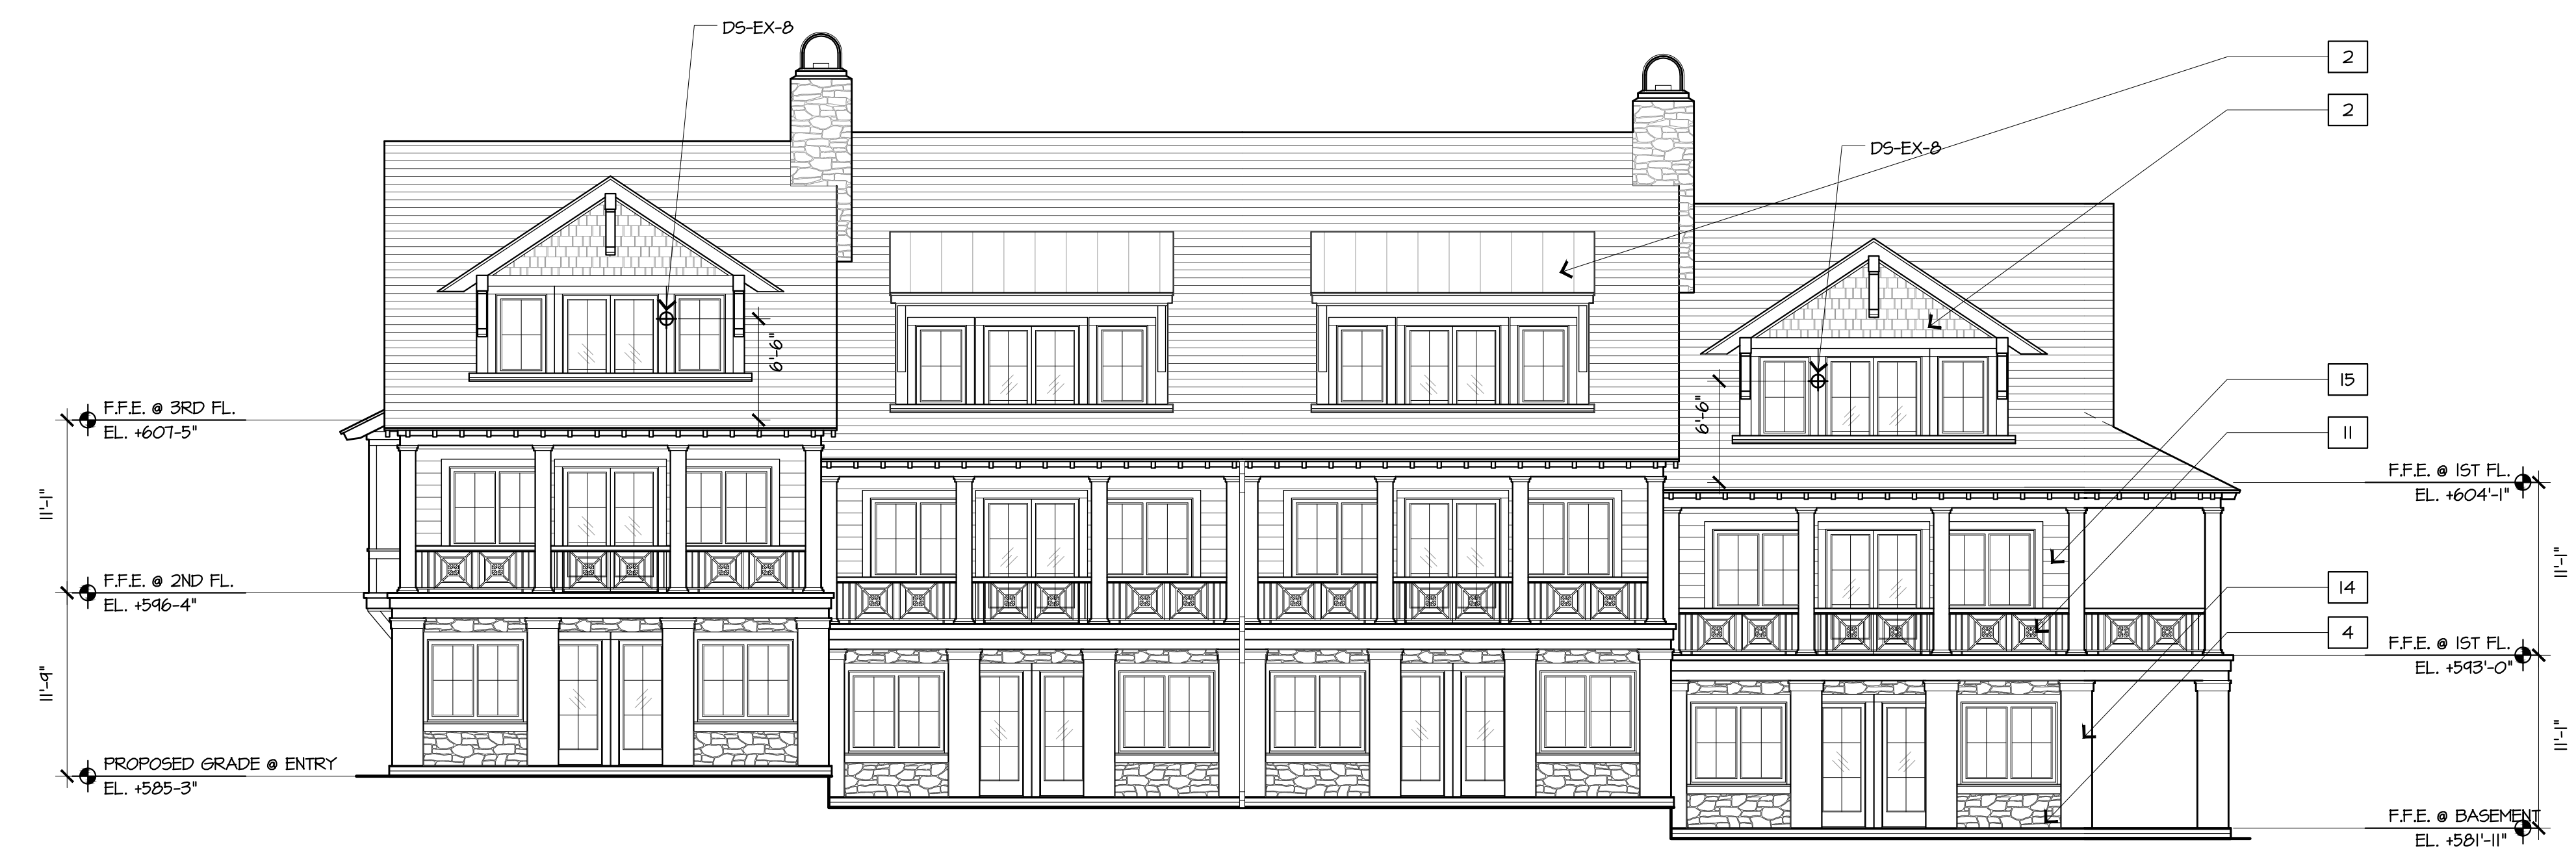 DS-EX-8
2
2
DS-EX-8
6'-6"
15
F.F.E. @ 3RD FL.
EL. +607-5"
6'-6"
11
F.F.E. @ 1ST FL.
EL. +604'-1"
11'-1"
11'-1"
F.F.E. @ 2ND FL.
EL. +596-4"
14
4
F.F.E. @ 1ST FL.
EL. +593'-0"
11'-9"
11'-1"
PROPOSED GRADE @ ENTRY
EL. +585-3"
F.F.E. @ BASEMENT
EL. +581'-11"